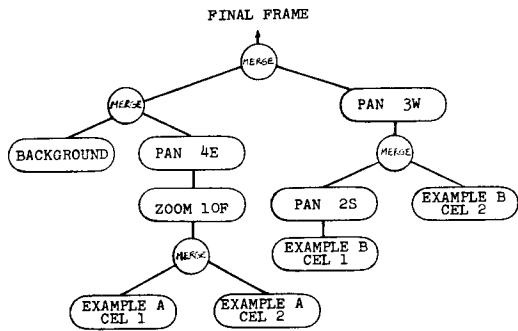 FINAL FRAME
MERGE
MERGE
PAN 3W
BACKGROUND
PAN 4E
MERGE
ZOOM 10F
PAN 2S
EXAMPLE B
CEL 2
MERGE
EXAMPLE B
CEL 1
EXAMPLE A
CEL 1
EXAMPLE A
CEL 2